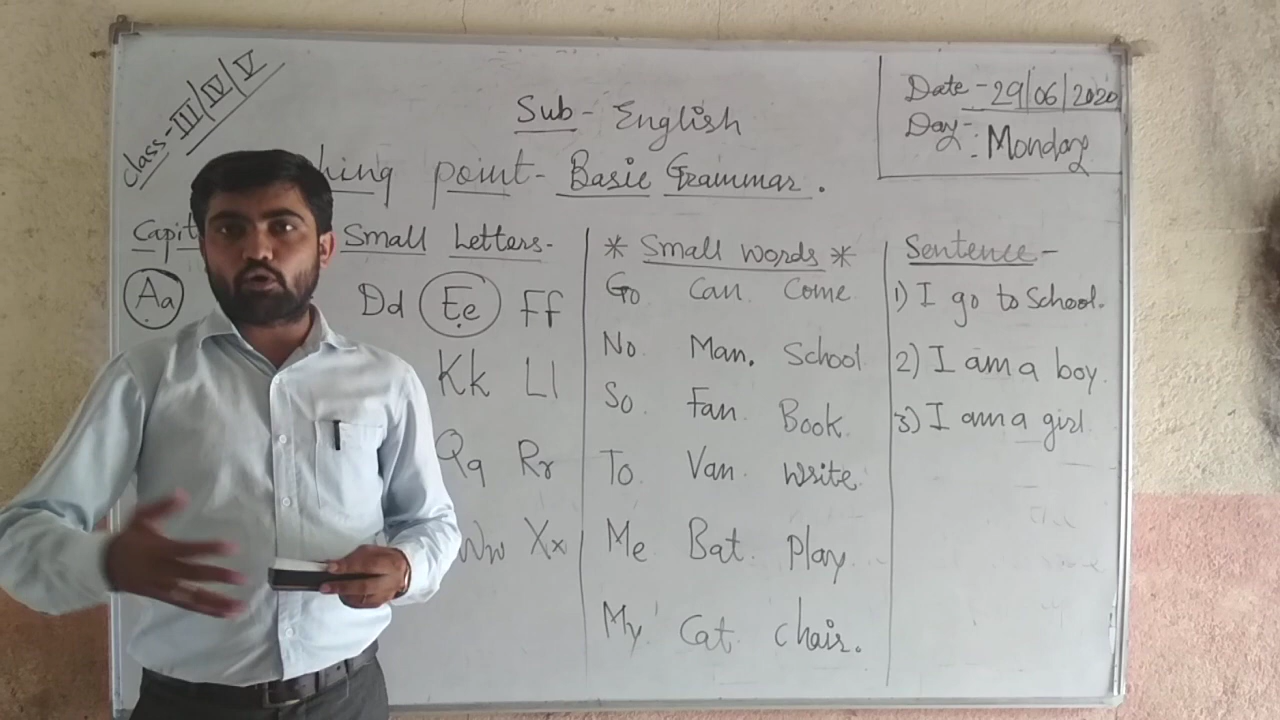 Class - III/IV/V
Sub - English
Date - 29/06/2020
Day - Monday
hing point - Basic Grammar.
Capit Small Letters -
Aa Dd Ee Ff
Kk Ll
Qq Rr
Ww Xx
* Small words *
Go Can Come
No Man. School
So Fan Book
To Van Write
Me Bat Play
My Cat Chair.
Sentence -
1) I go to School.
2) I am a boy.
3) I am a girl.